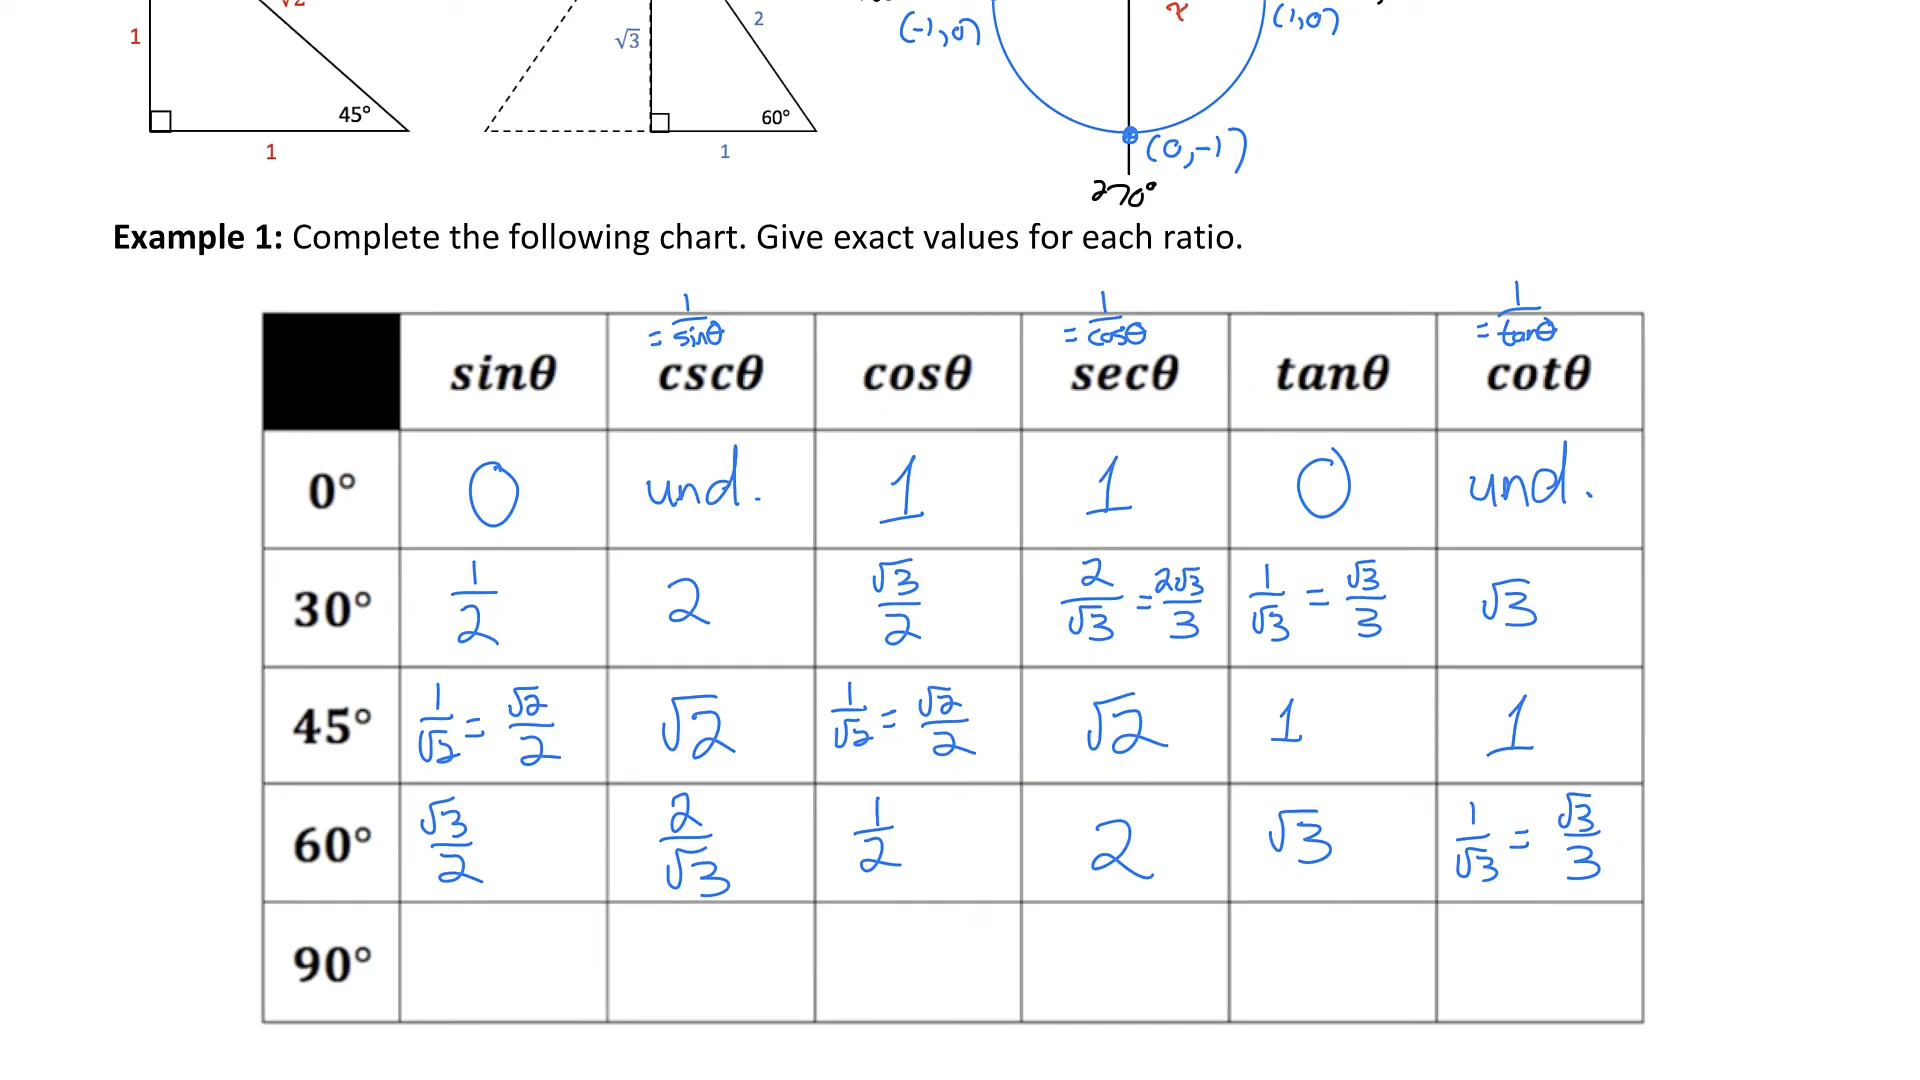 √2
1
45°
1
√3
2
60°
1
(-1,0)
x
(1,0)
(0,-1)
270°
Example 1: Complete the following chart. Give exact values for each ratio.
sinθ
= 1/sinθ
cscθ
cosθ
= 1/cosθ
secθ
tanθ
= 1/tanθ
cotθ
0° 0 und. 1 1 0 und.
30° 1/2 2 √3/2 2/√3 = 2√3/3 1/√3 = √3/3 √3
45° 1/√2 = √2/2 √2 1/√2 = √2/2 √2 1 1
60° √3/2 2/√3 1/2 2 √3 1/√3 = √3/3
90°